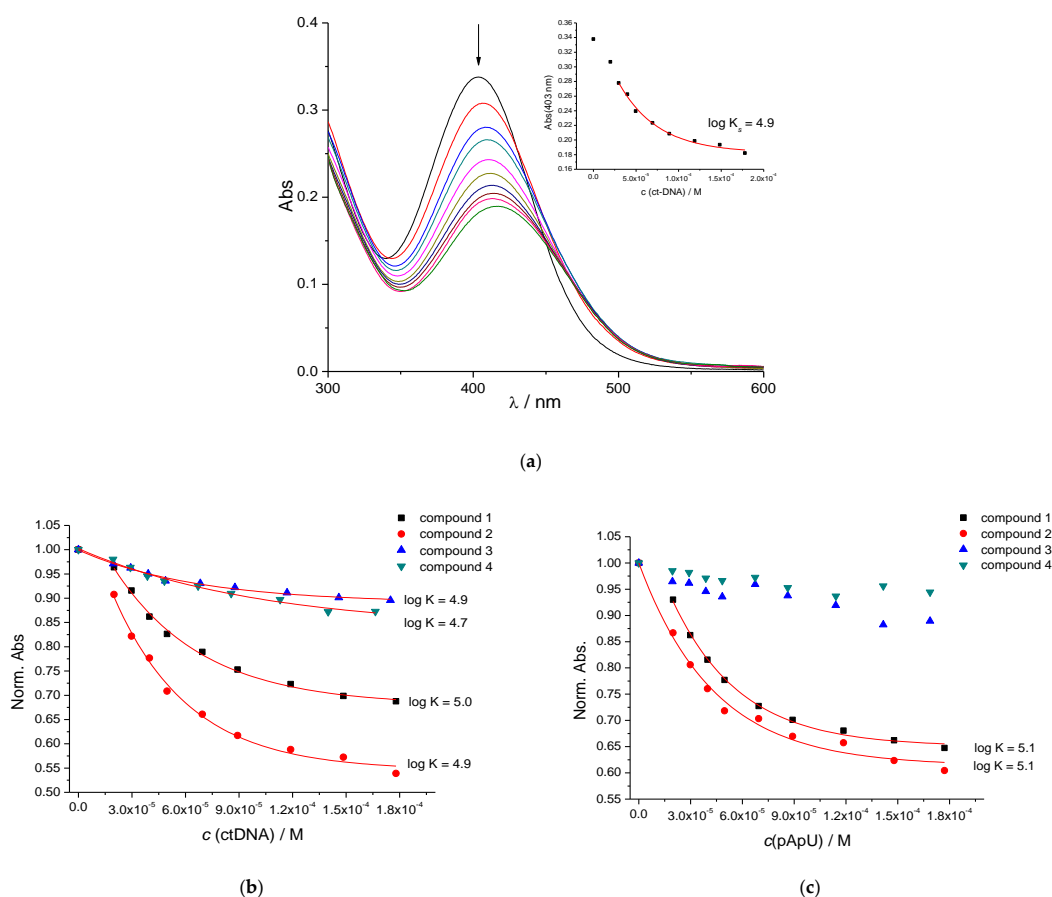 0.4
0.3
0.2
0.1
0.0
Abs
300
400
500
600
λ / nm
0.36
0.34
0.32
0.30
0.28
0.26
0.24
0.22
0.20
0.18
0.16
Abs(403 nm)
log Ks = 4.9
0.0
5.0x10-5
1.0x10-4
1.5x10-4
2.0x10-4
c (ct-DNA) / M
(a)
1.05
1.00
0.95
0.90
0.85
0.80
0.75
0.70
0.65
0.60
0.55
0.50
Norm. Abs
compound 1
compound 2
compound 3
compound 4
log K = 4.9
log K = 4.7
log K = 5.0
log K = 4.9
0.0
3.0x10-5
6.0x10-5
9.0x10-5
1.2x10-4
1.5x10-4
1.8x10-4
c (ctDNA) / M
(b)
1.05
1.00
0.95
0.90
0.85
0.80
0.75
0.70
0.65
0.60
0.55
Norm. Abs.
compound 1
compound 2
compound 3
compound 4
log K = 5.1
log K = 5.1
0.0
3.0x10-5
6.0x10-5
9.0x10-5
1.2x10-4
1.5x10-4
1.8x10-4
c(pApU) / M
(c)